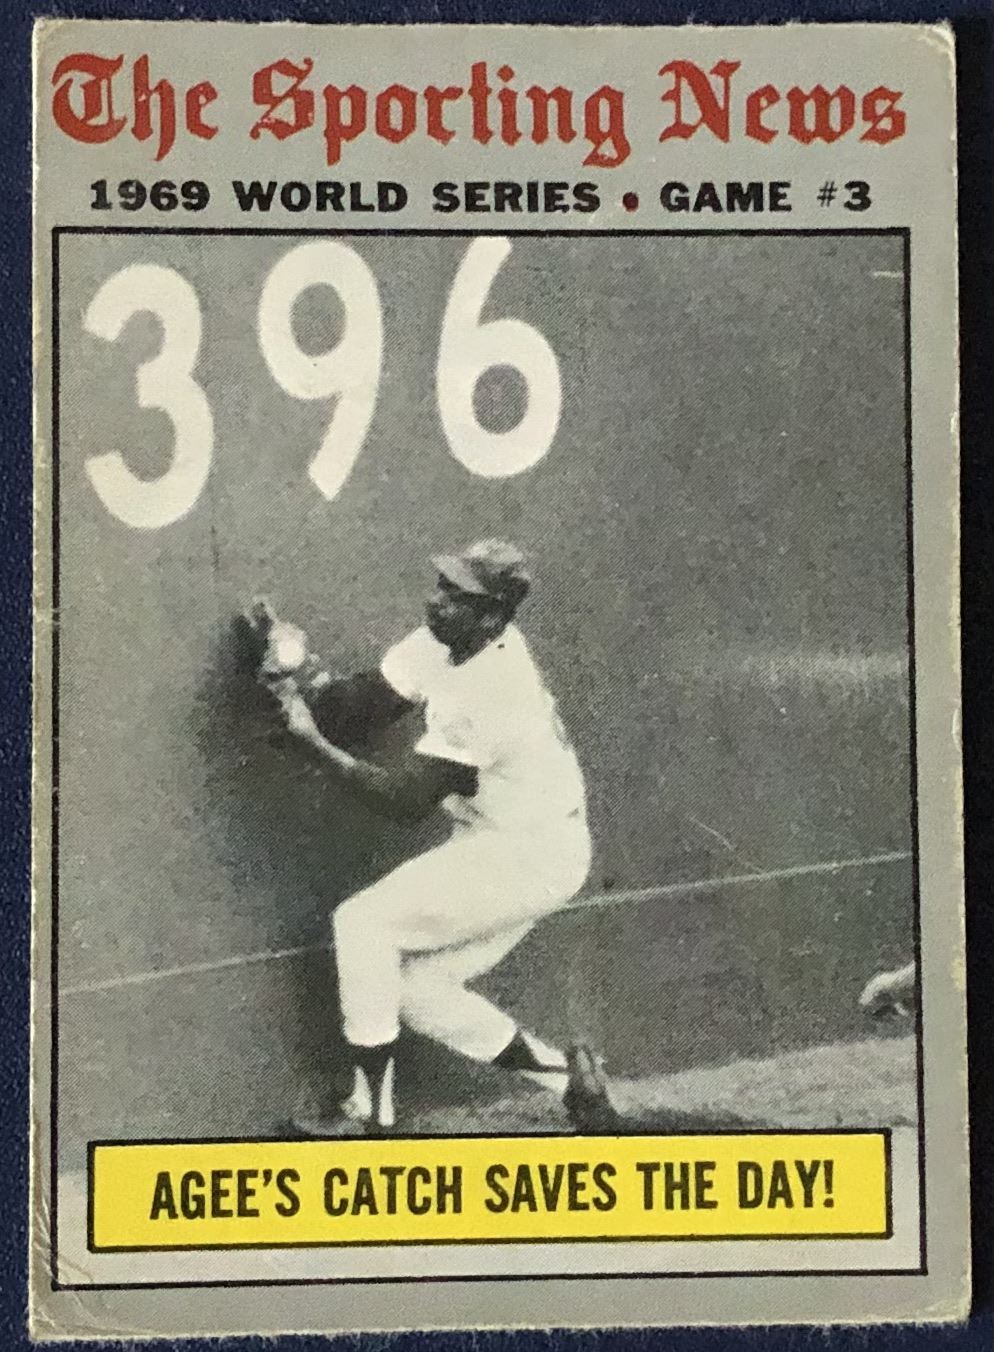 The Sporting News
1969 WORLD SERIES • GAME #3
396
AGEE'S CATCH SAVES THE DAY!